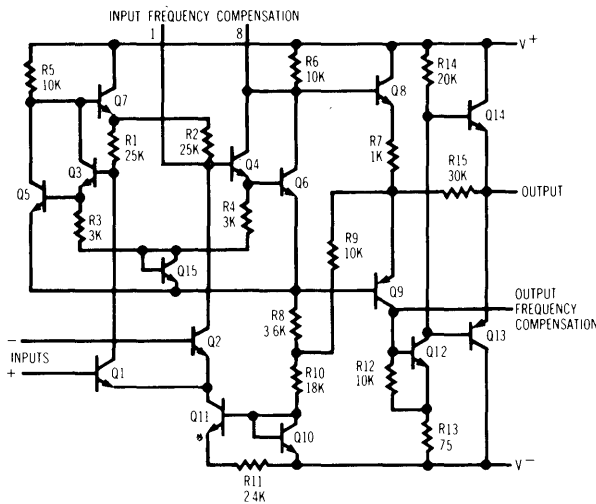 INPUT FREQUENCY COMPENSATION
1
8
V+
R5
10K
R6
10K
R14
20K
Q7
Q8
Q14
R1
25K
R2
25K
R7
1K
Q3
Q4
Q6
R15
30K
Q5
OUTPUT
R3
3K
R4
3K
R9
10K
Q15
Q9
OUTPUT
FREQUENCY
COMPENSATION
R8
3 6K
Q2
Q12
Q13
−
INPUTS
+
Q1
R12
10K
R10
18K
Q11
Q10
R13
75
R11
2 4K
V−